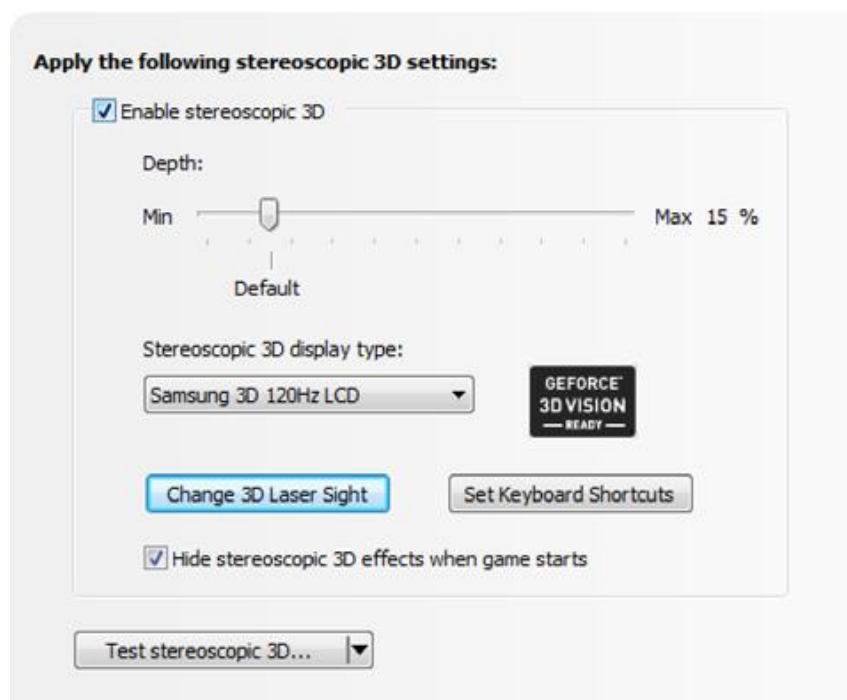 Apply the following stereoscopic 3D settings:
Enable stereoscopic 3D
Depth:
Min Max 15 %
Default
Stereoscopic 3D display type:
Samsung 3D 120Hz LCD
GEFORCE
3D VISION
READY
Change 3D Laser Sight Set Keyboard Shortcuts
Hide stereoscopic 3D effects when game starts
Test stereoscopic 3D...